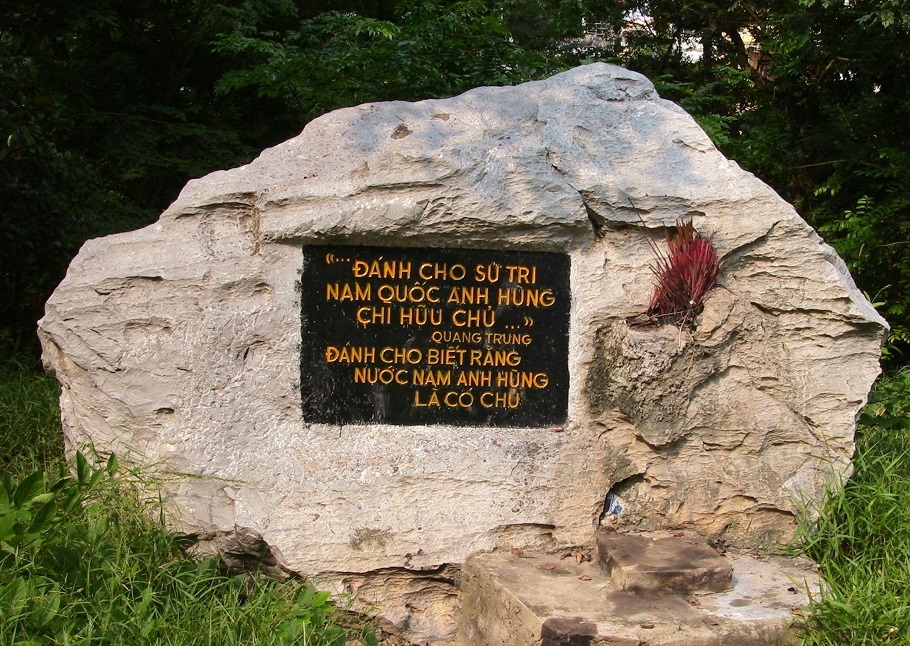 “... ĐÁNH CHO SỬ TRI
NAM QUỐC ANH HÙNG
CHI HỮU CHỦ ...”
QUANG TRUNG
ĐÁNH CHO BIẾT RẰNG
NƯỚC NAM ANH HÙNG
LÀ CÓ CHỦ